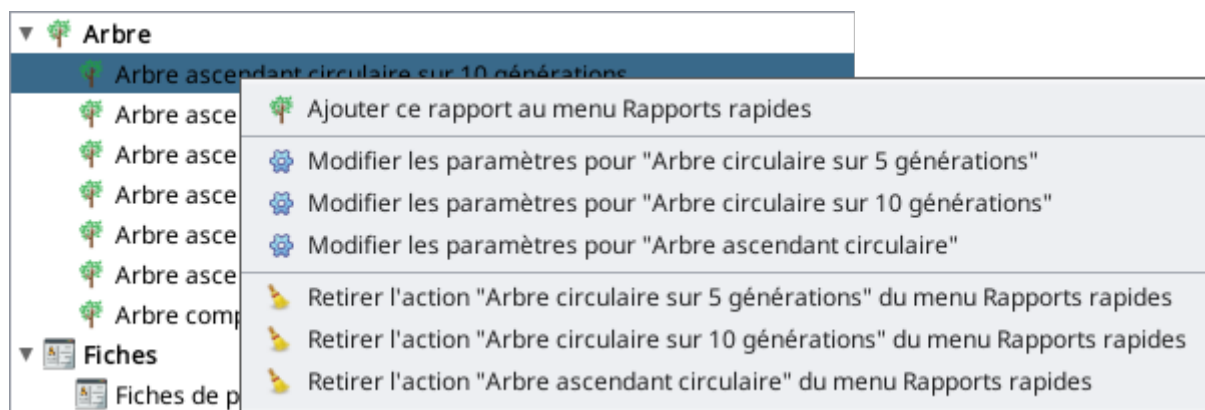 Arbre
Arbre ascendant circulaire sur 10 générations
Ajouter ce rapport au menu Rapports rapides
Arbre asce
Arbre asce
Modifier les paramètres pour "Arbre circulaire sur 5 générations"
Arbre asce
Modifier les paramètres pour "Arbre circulaire sur 10 générations"
Arbre asce
Modifier les paramètres pour "Arbre ascendant circulaire"
Arbre asce
Retirer l'action "Arbre circulaire sur 5 générations" du menu Rapports rapides
Arbre comp
Retirer l'action "Arbre circulaire sur 10 générations" du menu Rapports rapides
Fiches
Retirer l'action "Arbre ascendant circulaire" du menu Rapports rapides
Fiches de p